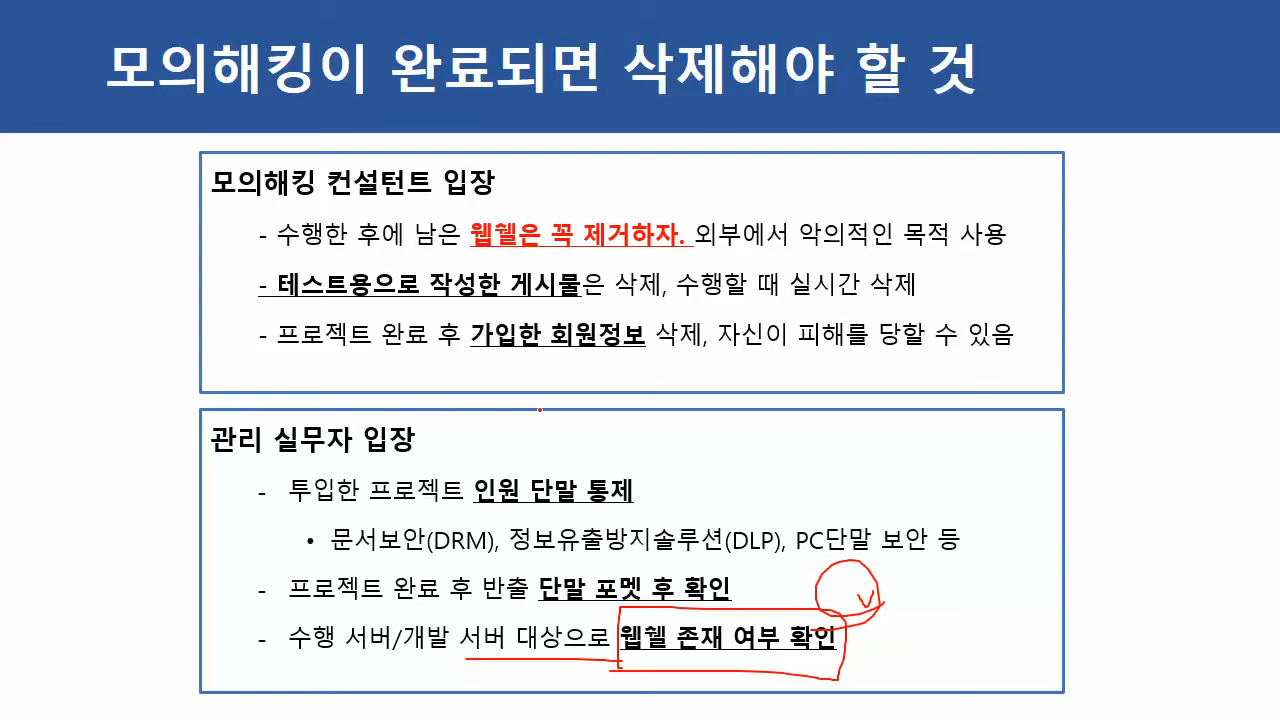 모의해킹이 완료되면 삭제해야 할 것
모의해킹 컨설턴트 입장
- 수행한 후에 남은 웹쉘은 꼭 제거하자. 외부에서 악의적인 목적 사용
- 테스트용으로 작성한 게시물은 삭제, 수행할 때 실시간 삭제
- 프로젝트 완료 후 가입한 회원정보 삭제, 자신이 피해를 당할 수 있음
관리 실무자 입장
- 투입한 프로젝트 인원 단말 통제
• 문서보안(DRM), 정보유출방지솔루션(DLP), PC단말 보안 등
- 프로젝트 완료 후 반출 단말 포멧 후 확인
- 수행 서버/개발 서버 대상으로 웹쉘 존재 여부 확인